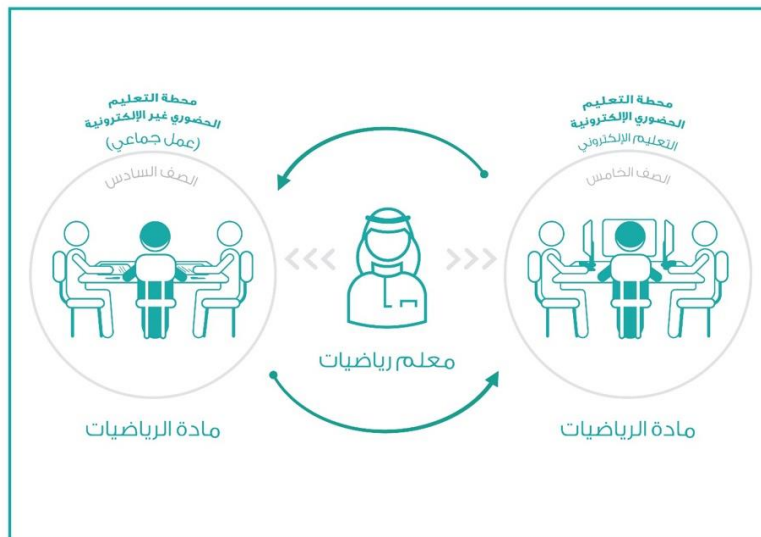 محطة التعليم
الحضوري الإلكترونية
التعليم الإلكتروني
الصف الخامس
مادة الرياضيات
معلم رياضيات
محطة التعليم
الحضوري غير الإلكترونية
(عمل جماعي)
الصف السادس
مادة الرياضيات